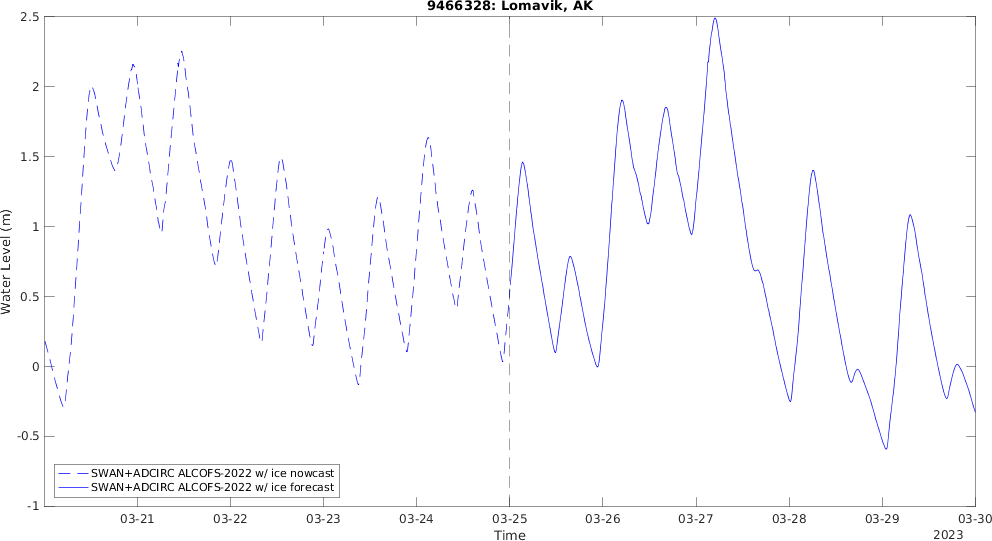 9466328: Lomavik, AK
Water Level (m)
2.5
2
1.5
1
0.5
0
-0.5
-1
SWAN+ADCIRC ALCOFS-2022 w/ ice nowcast
SWAN+ADCIRC ALCOFS-2022 w/ ice forecast
03-21 03-22 03-23 03-24 03-25 03-26 03-27 03-28 03-29 03-30
Time
2023